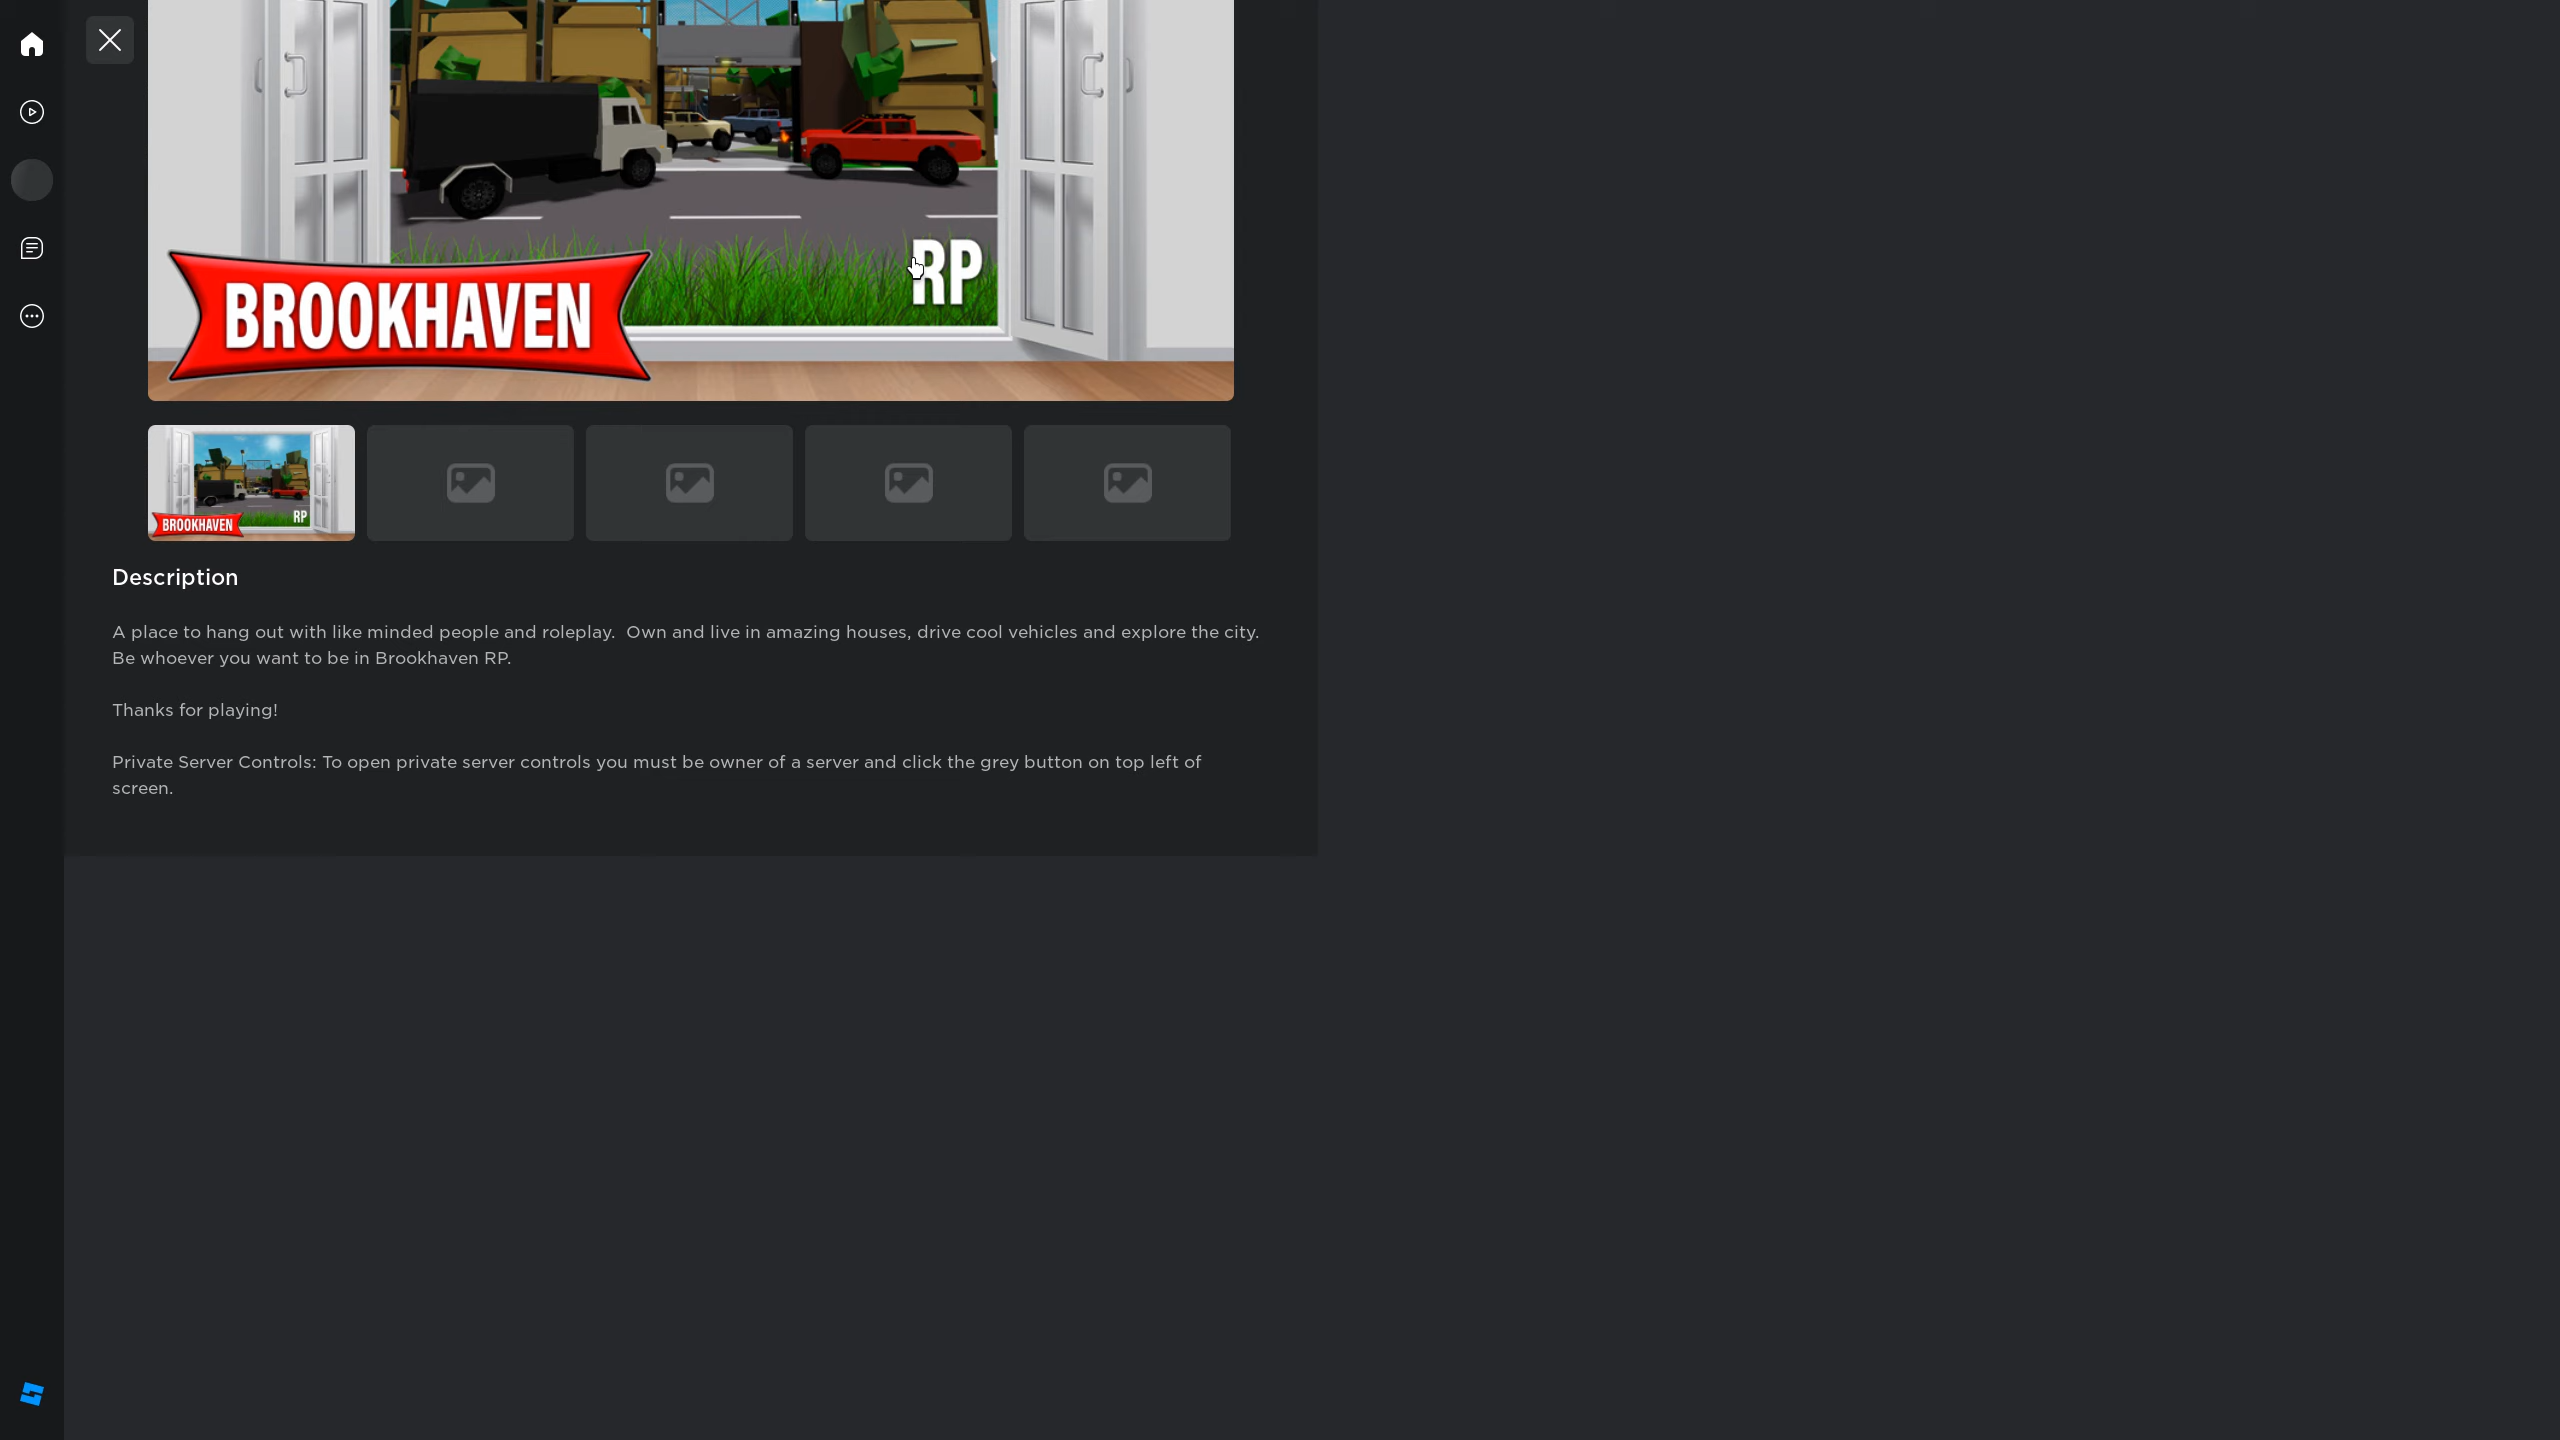 BROOKHAVEN
RP
BROOKHAVEN
RP
Description
A place to hang out with like minded people and roleplay.  Own and live in amazing houses, drive cool vehicles and explore the city.
Be whoever you want to be in Brookhaven RP.
Thanks for playing!
Private Server Controls: To open private server controls you must be owner of a server and click the grey button on top left of
screen.